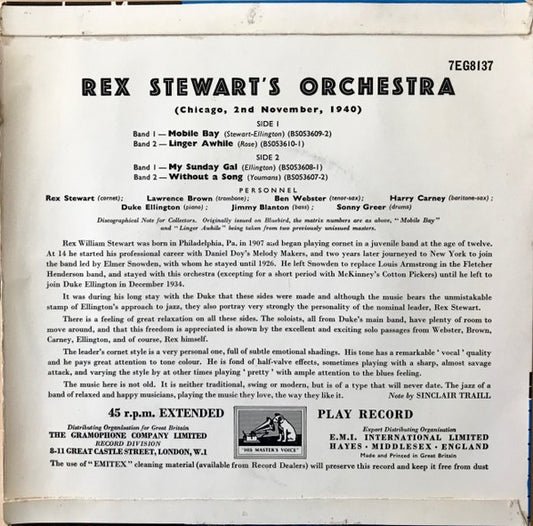 7EG8137
REX STEWART'S ORCHESTRA
(Chicago, 2nd November, 1940)
SIDE 1
Band 1 — Mobile Bay (Stewart-Ellington) (BS053609-2)
Band 2 — Linger Awhile (Rose) (BS053610-1)
SIDE 2
Band 1 — My Sunday Gal (Ellington) (BS053608-1)
Band 2 — Without a Song (Youmans) (BS053607-2)
PERSONNEL
Rex Stewart (cornet); Lawrence Brown (trombone); Ben Webster (tenor-sax); Harry Carney (baritone-sax);
Duke Ellington (piano); Jimmy Blanton (bass); Sonny Greer (drums)
Discographical Note for Collectors. Originally issued on Bluebird, the matrix numbers are as above, "Mobile Bay"
and "Linger Awhile" being taken from two previously unissued masters.
Rex William Stewart was born in Philadelphia, Pa. in 1907 and began playing cornet in a juvenile band at the age of twelve.
At 14 he started his professional career with Daniel Doy's Melody Makers, and two years later journeyed to New York to join
the band led by Elmer Snowden, with whom he stayed until 1926. He left Snowden to replace Louis Armstrong in the Fletcher
Henderson band, and stayed with this orchestra (excepting for a short period with McKinney's Cotton Pickers) until he left to
join Duke Ellington in December 1934.
It was during his long stay with the Duke that these sides were made and although the music bears the unmistakable
stamp of Ellington's approach to jazz, they also portray very strongly the personality of the nominal leader, Rex Stewart.
There is a feeling of great relaxation on all these sides. The soloists, all from Duke's main band, have plenty of room to
move around, and that this freedom is appreciated is shown by the excellent and exciting solo passages from Webster, Brown,
Carney, Ellington, and of course, Rex himself.
The leader's cornet style is a very personal one, full of subtle emotional shadings. His tone has a remarkable 'vocal' quality
and he pays great attention to tone colour. He is fond of half-valve effects, sometimes playing with a sharp, almost savage
attack, and varying the style by at other times playing 'pretty' with ample attention to the blues feeling.
The music here is not old. It is neither traditional, swing or modern, but is of a type that will never date. The jazz of a
band of relaxed and happy musicians, playing the music they love, the way they like it. Note by SINCLAIR TRAILL
45 r.p.m. EXTENDED PLAY RECORD
Distributing Organisation for Great Britain
THE GRAMOPHONE COMPANY LIMITED
RECORD DIVISION
8-11 GREAT CASTLE STREET, LONDON, W.1
"HIS MASTER'S VOICE"
Export Distributing Organisation
E.M.I. INTERNATIONAL LIMITED
HAYES • MIDDLESEX • ENGLAND
Made and Printed in Great Britain
The use of "EMITEX" cleaning material (available from Record Dealers) will preserve this record and keep it free from dust